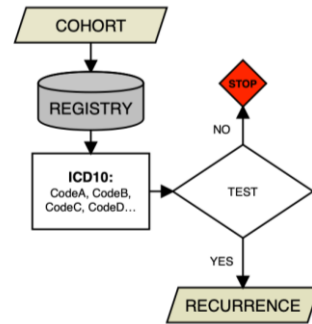 COHORT
REGISTRY
STOP
NO
ICD10:
CodeA, CodeB,
CodeC, CodeD...
TEST
YES
RECURRENCE